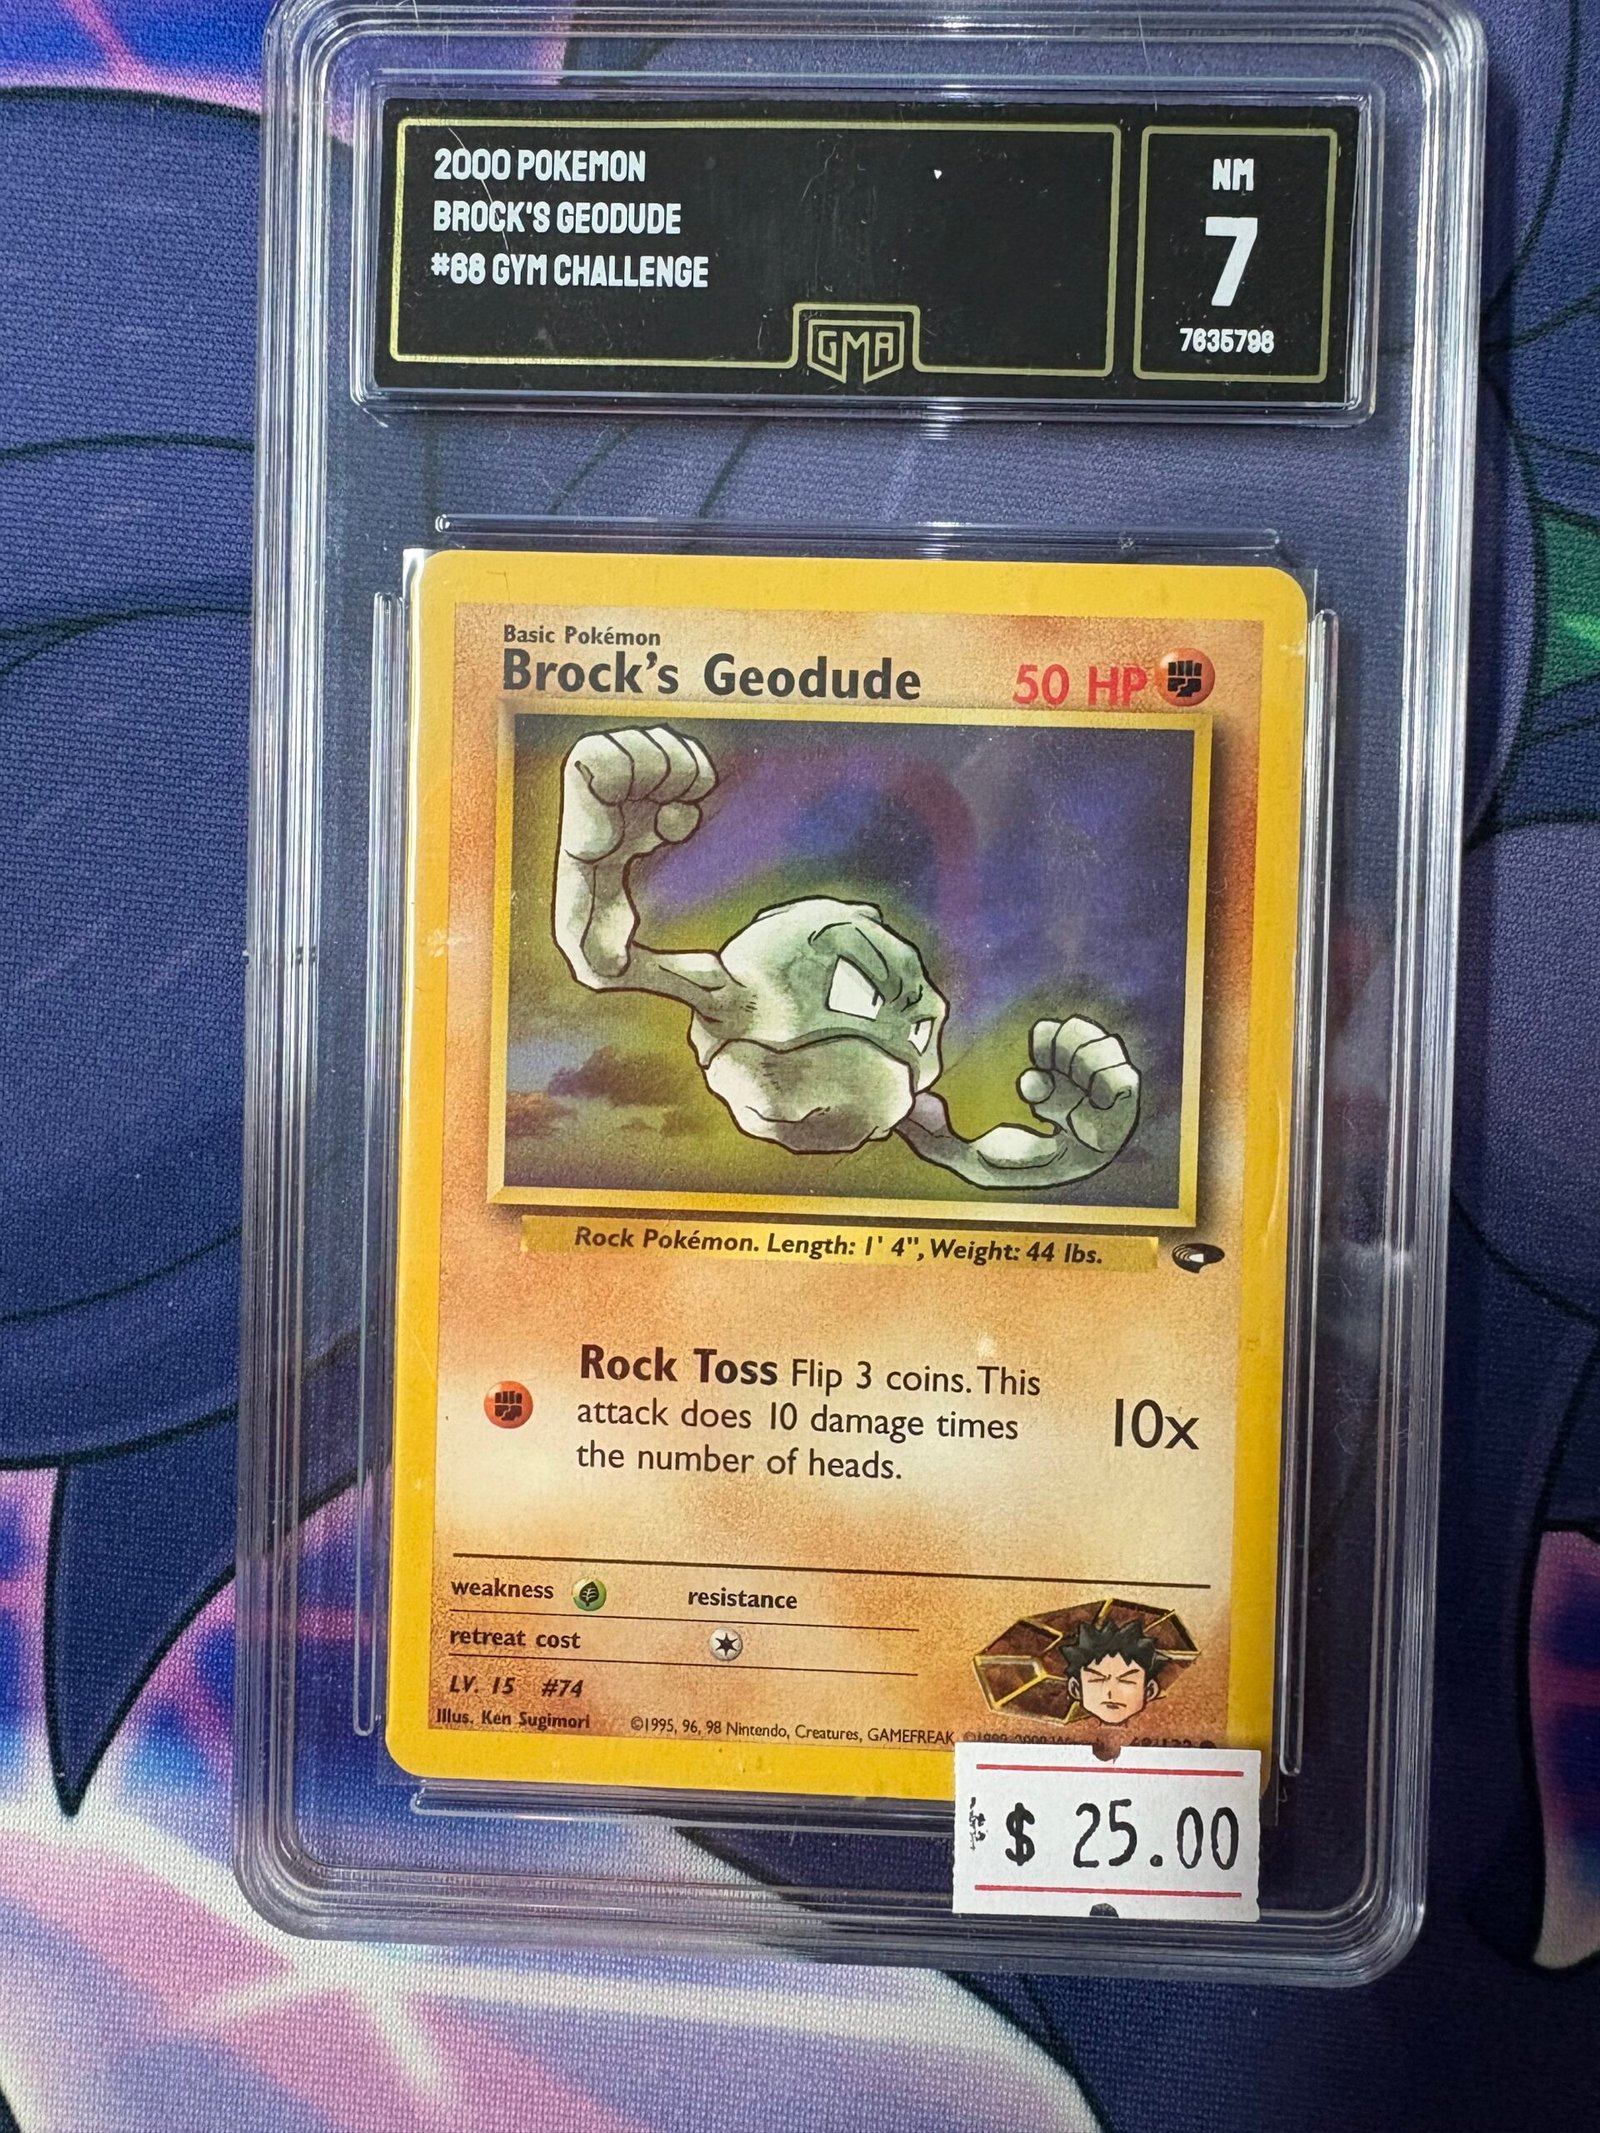 2000 POKEMON
BROCK'S GEODUDE
#68 GYM CHALLENGE
NM
7
7635798
GMA
Basic Pokémon
Brock's Geodude 50 HP
Rock Pokémon. Length: 1' 4", Weight: 44 lbs.
Rock Toss Flip 3 coins. This
attack does 10 damage times
the number of heads.
10x
weakness resistance
retreat cost
LV. 15 #74
Illus. Ken Sugimori ©1995, 96, 98 Nintendo, Creatures, GAMEFREAK.
$ 25.00